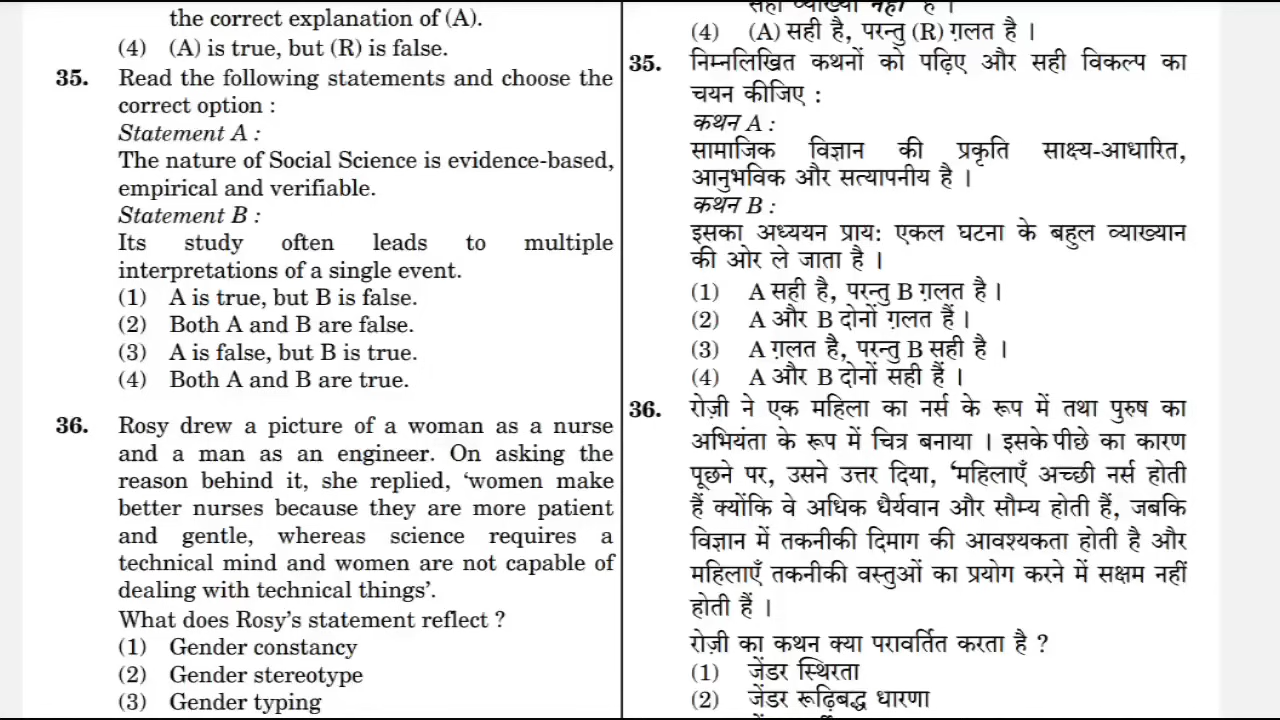 the correct explanation of (A).
(4) (A) is true, but (R) is false.
35. Read the following statements and choose the
correct option :
Statement A :
The nature of Social Science is evidence-based,
empirical and verifiable.
Statement B :
Its study often leads to multiple
interpretations of a single event.
(1) A is true, but B is false.
(2) Both A and B are false.
(3) A is false, but B is true.
(4) Both A and B are true.
36. Rosy drew a picture of a woman as a nurse
and a man as an engineer. On asking the
reason behind it, she replied, ‘women make
better nurses because they are more patient
and gentle, whereas science requires a
technical mind and women are not capable of
dealing with technical things’.
What does Rosy’s statement reflect ?
(1) Gender constancy
(2) Gender stereotype
(3) Gender typing
सही व्याख्या नहीं है ।
(4) (A) सही है, परन्तु (R) ग़लत है ।
35. निम्नलिखित कथनों को पढ़िए और सही विकल्प का
चयन कीजिए :
कथन A :
सामाजिक विज्ञान की प्रकृति साक्ष्य-आधारित,
आनुभविक और सत्यापनीय है ।
कथन B :
इसका अध्ययन प्राय: एकल घटना के बहुल व्याख्यान
की ओर ले जाता है ।
(1) A सही है, परन्तु B ग़लत है ।
(2) A और B दोनों ग़लत हैं ।
(3) A ग़लत है, परन्तु B सही है ।
(4) A और B दोनों सही हैं ।
36. रोज़ी ने एक महिला का नर्स के रूप में तथा पुरुष का
अभियंता के रूप में चित्र बनाया । इसके पीछे का कारण
पूछने पर, उसने उत्तर दिया, ‘महिलाएँ अच्छी नर्स होती
हैं क्योंकि वे अधिक धैर्यवान और सौम्य होती हैं, जबकि
विज्ञान में तकनीकी दिमाग की आवश्यकता होती है और
महिलाएँ तकनीकी वस्तुओं का प्रयोग करने में सक्षम नहीं
होती हैं ।
रोज़ी का कथन क्या परावर्तित करता है ?
(1) जेंडर स्थिरता
(2) जेंडर रूढ़िबद्ध धारणा